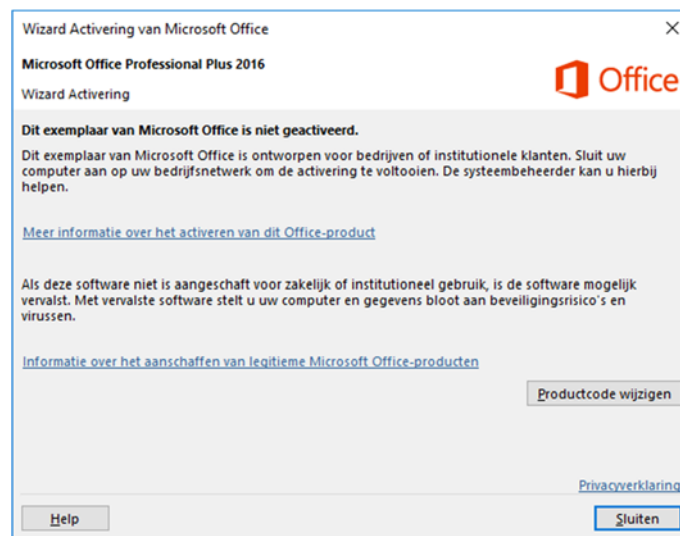 Wizard Activering van Microsoft Office
Microsoft Office Professional Plus 2016
Office
Wizard Activering
Dit exemplaar van Microsoft Office is niet geactiveerd.
Dit exemplaar van Microsoft Office is ontworpen voor bedrijven of institutionele klanten. Sluit uw
computer aan op uw bedrijfsnetwerk om de activering te voltooien. De systeembeheerder kan u hierbij
helpen.
Meer informatie over het activeren van dit Office-product
Als deze software niet is aangeschaft voor zakelijk of institutioneel gebruik, is de software mogelijk
vervalst. Met vervalste software stelt u uw computer en gegevens bloot aan beveiligingsrisico's en
virussen.
Informatie over het aanschaffen van legitieme Microsoft Office-producten
Productcode wijzigen
Privacyverklaring
Help
Sluiten